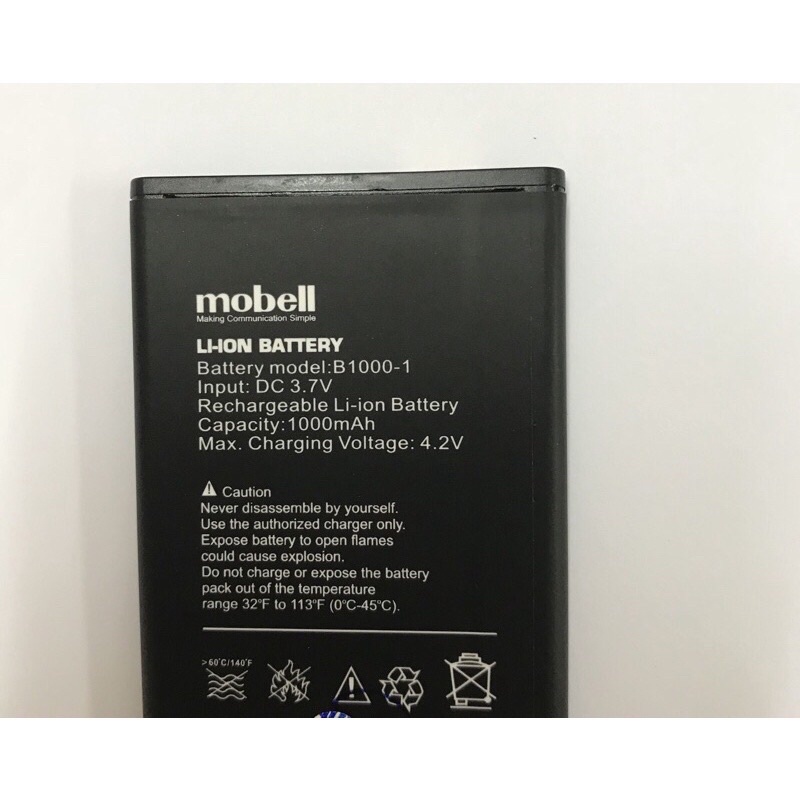 mobell
Making Communication Simple
LI-ION BATTERY
Battery model:B1000-1
Input: DC 3.7V
Rechargeable Li-ion Battery
Capacity:1000mAh
Max. Charging Voltage: 4.2V
Caution
Never disassemble by yourself.
Use the authorized charger only.
Expose battery to open flames
could cause explosion.
Do not charge or expose the battery
pack out of the temperature
range 32°F to 113°F (0°C-45°C).
>60°C/140°F